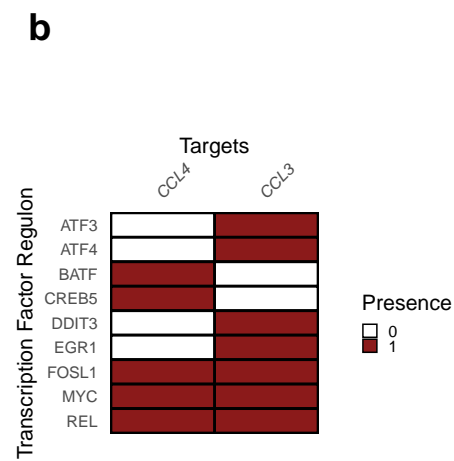 b
Targets
CCL4 CCL3
Transcription Factor Regulon
ATF3
ATF4
BATF
CREB5
DDIT3
EGR1
FOSL1
MYC
REL
Presence
0
1